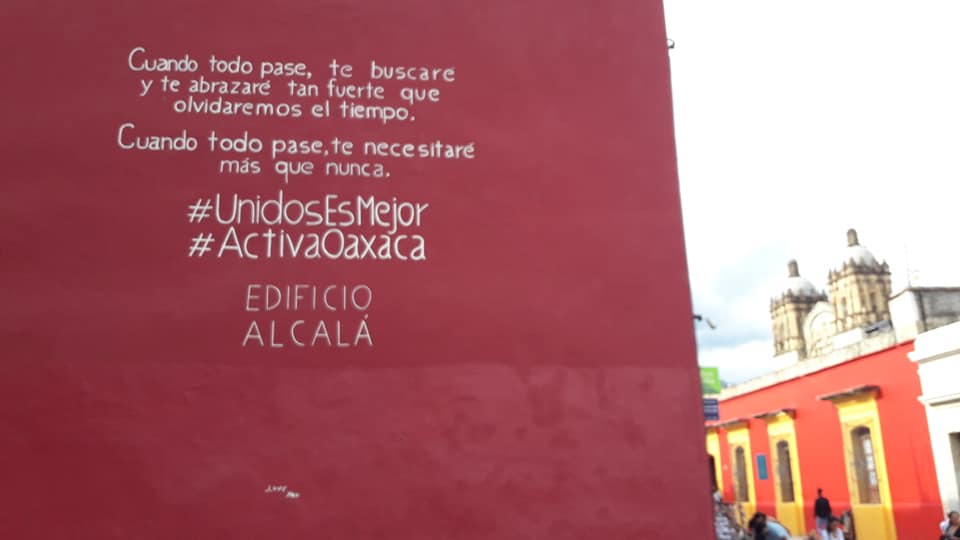 Cuando todo pase, te buscaré
y te abrazaré tan fuerte que
olvidaremos el tiempo.
Cuando todo pase, te necesitaré
más que nunca.
#UnidosEsMejor
#ActivaOaxaca
EDIFICIO
ALCALÁ